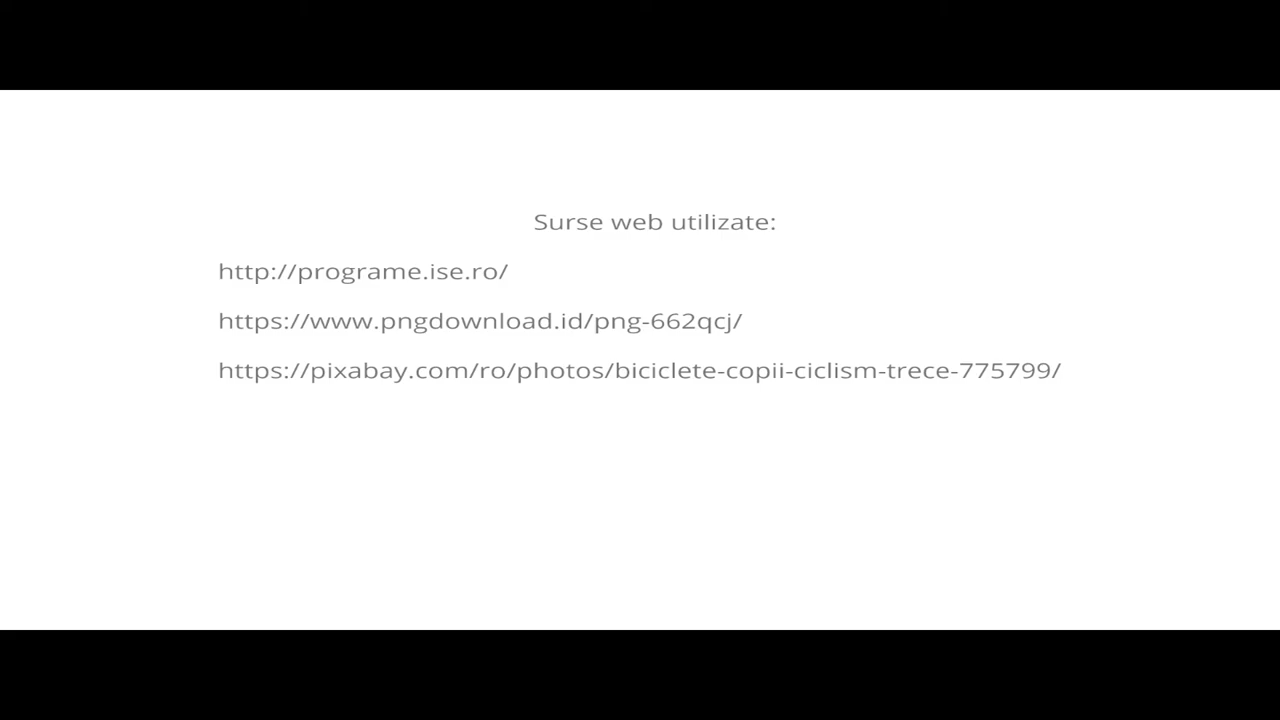 Surse web utilizate:
http://programe.ise.ro/
https://www.pngdownload.id/png-662qcj/
https://pixabay.com/ro/photos/biciclete-copii-ciclism-trece-775799/